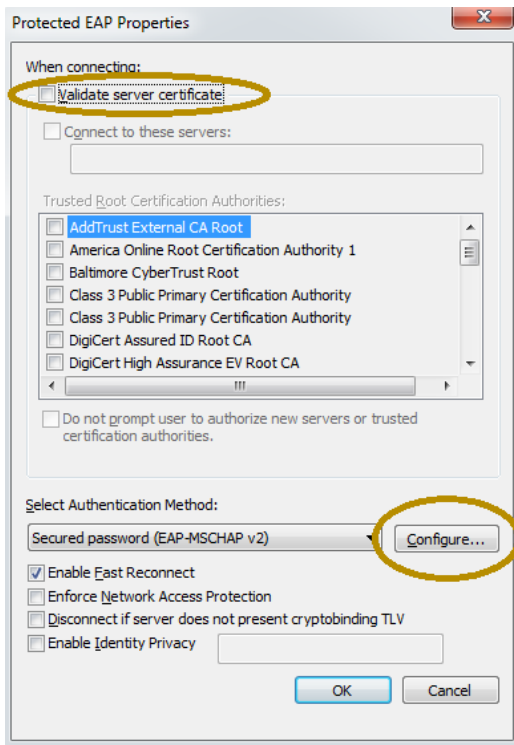 Protected EAP Properties
X
When connecting:
Validate server certificate
Connect to these servers:
Trusted Root Certification Authorities:
AddTrust External CA Root
America Online Root Certification Authority 1
Baltimore CyberTrust Root
Class 3 Public Primary Certification Authority
Class 3 Public Primary Certification Authority
DigiCert Assured ID Root CA
DigiCert High Assurance EV Root CA
Do not prompt user to authorize new servers or trusted
certification authorities.
Select Authentication Method:
Secured password (EAP-MSCHAP v2) Configure...
Enable Fast Reconnect
Enforce Network Access Protection
Disconnect if server does not present cryptobinding TLV
Enable Identity Privacy
OK Cancel